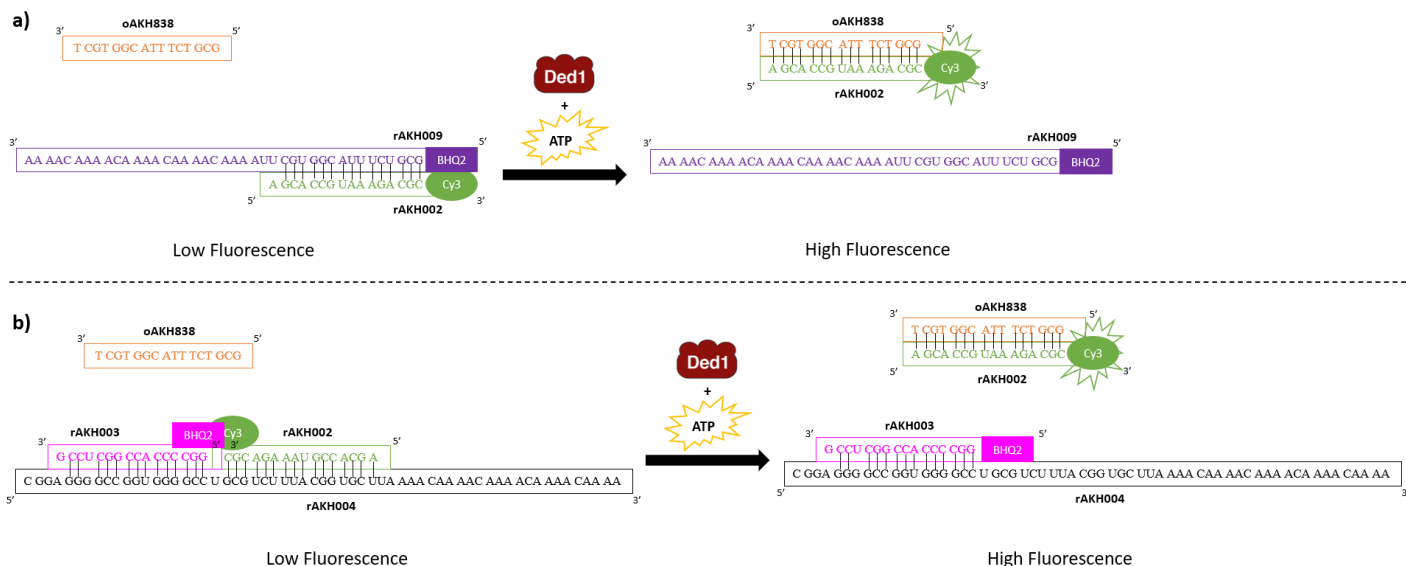 a)
oAKH838
3′ 5′
T CGT GGC ATT TCT GCG
rAKH009
3′ 5′
AA AAC AAA ACA AAA CAA AAC AAA AUU CGU GGC AUU UCU GCG BHQ2
A GCA CCG UAA AGA CGC Cy3
5′ 3′
rAKH002
Low Fluorescence
Ded1
+
ATP
oAKH838
3′ 5′
T CGT GGC ATT TCT GCG
A GCA CCG UAA AGA CGC Cy3
5′ 3′
rAKH002
rAKH009
3′ 5′
AA AAC AAA ACA AAA CAA AAC AAA AUU CGU GGC AUU UCU GCG BHQ2
High Fluorescence
b)
oAKH838
3′ 5′
T CGT GGC ATT TCT GCG
rAKH003 BHQ2 Cy3 rAKH002
3′ 5′ 3′ 5′
G CCU CGG CCA CCC CGG CGC AGA AAU GCC ACG A
C GGA GGG GCC GGU GGG GCC U GCG UCU UUA CGG UGC UUA AAA CAA AAC AAA ACA AAA CAA AA
5′ 3′
rAKH004
Low Fluorescence
Ded1
+
ATP
oAKH838
3′ 5′
T CGT GGC ATT TCT GCG
A GCA CCG UAA AGA CGC Cy3
5′ 3′
rAKH002
rAKH003
3′ 5′
G CCU CGG CCA CCC CGG BHQ2
C GGA GGG GCC GGU GGG GCC U GCG UCU UUA CGG UGC UUA AAA CAA AAC AAA ACA AAA CAA AA
5′ 3′
rAKH004
High Fluorescence